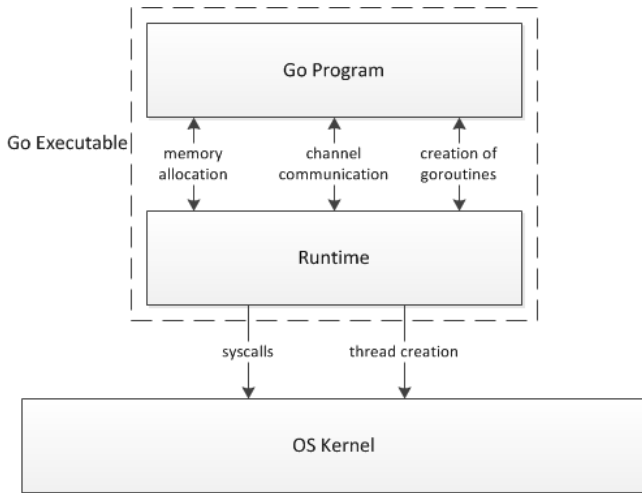 Go Program
Go Executable
memory
allocation
channel
communication
creation of
goroutines
Runtime
syscalls
thread creation
OS Kernel